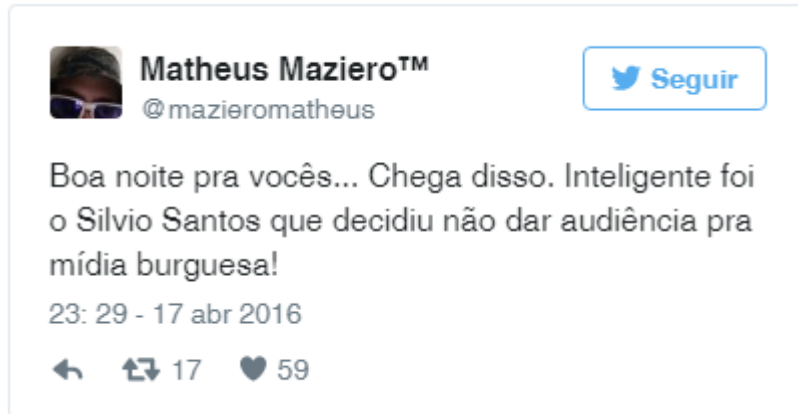 Matheus Maziero™
Seguir
@mazieromatheus
Boa noite pra vocês... Chega disso. Inteligente foi
o Silvio Santos que decidiu não dar audiência pra
mídia burguesa!
23: 29 - 17 abr 2016
17 59